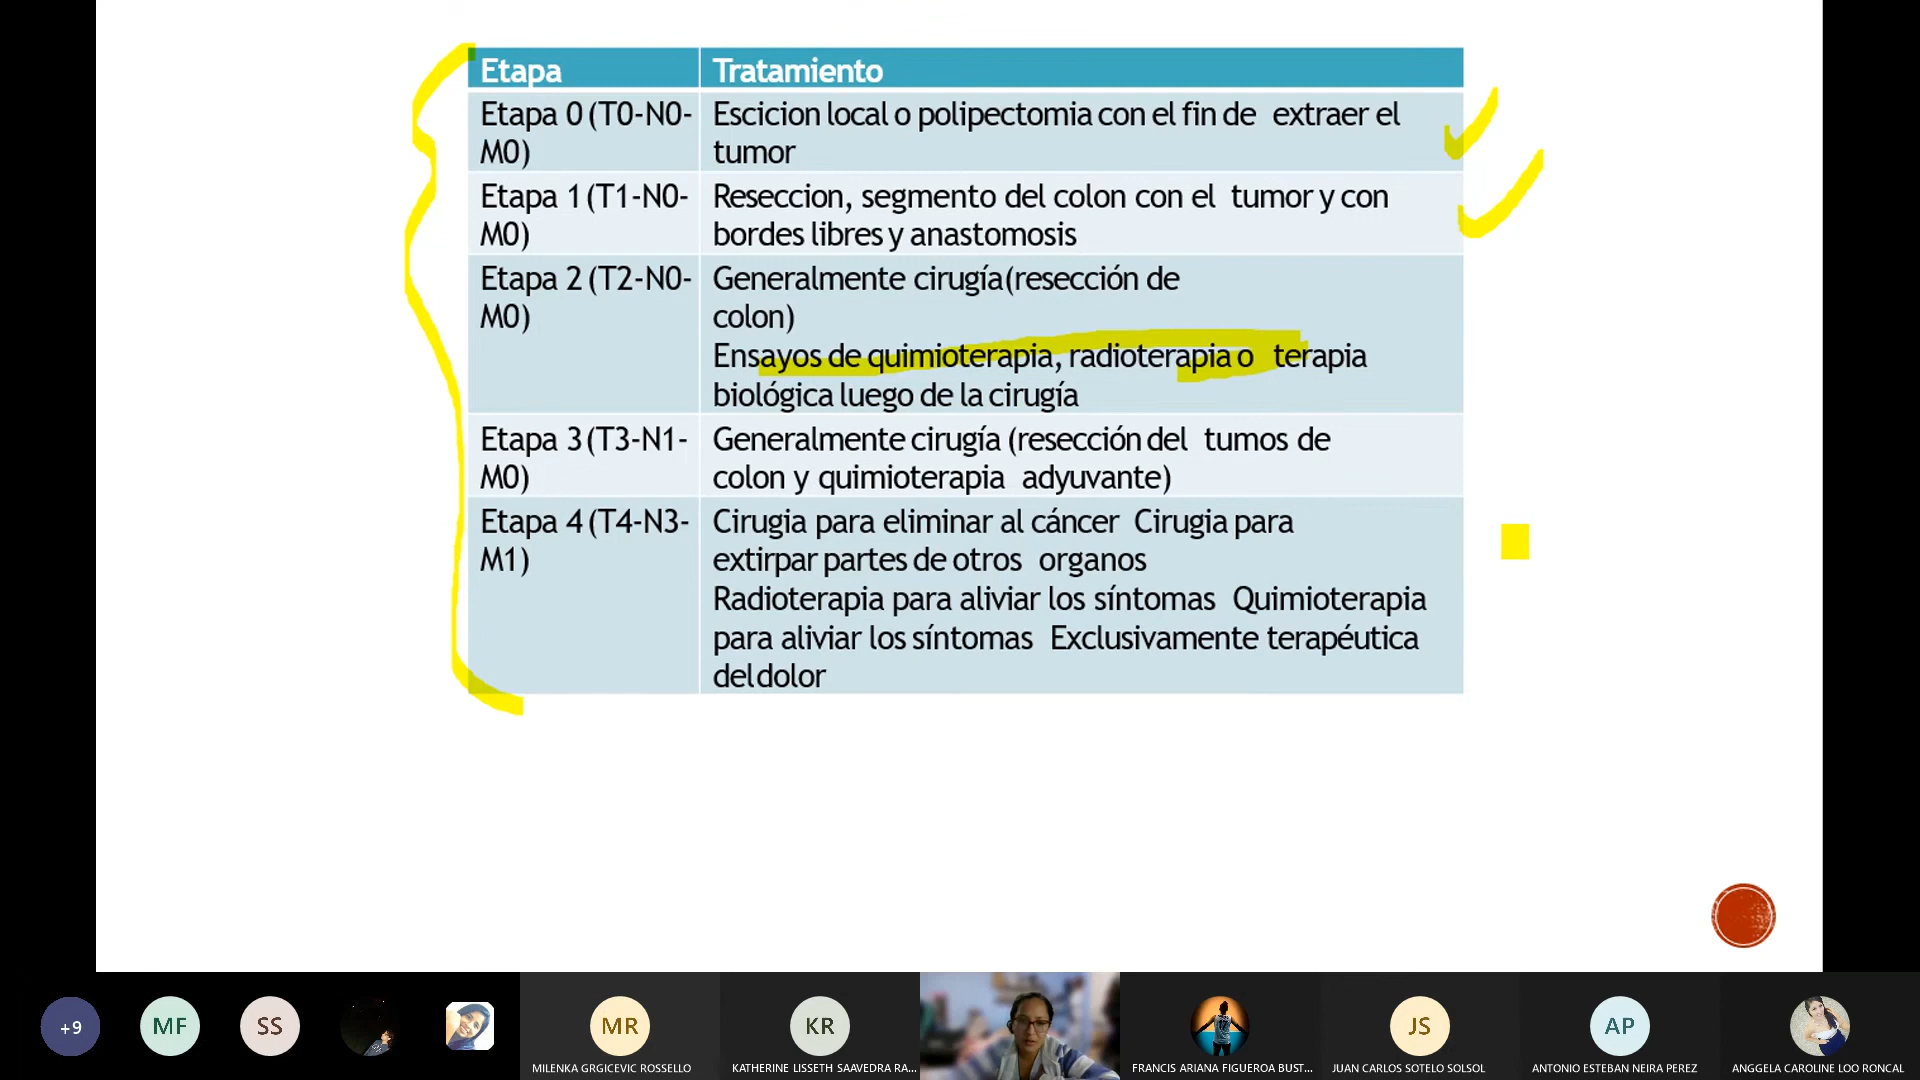 Etapa
Tratamiento
Etapa 0 (T0-N0-
M0)
Escicion local o polipectomia con el fin de extraer el
tumor
Etapa 1 (T1-N0-
M0)
Reseccion, segmento del colon con el tumor y con
bordes libres y anastomosis
Etapa 2 (T2-N0-
M0)
Generalmente cirugía(resección de
colon)
Ensayos de quimioterapia, radioterapia o terapia
biológica luego de la cirugía
Etapa 3 (T3-N1-
M0)
Generalmente cirugía (resección del tumos de
colon y quimioterapia adyuvante)
Etapa 4 (T4-N3-
M1)
Cirugia para eliminar al cáncer Cirugia para
extirpar partes de otros organos
Radioterapia para aliviar los síntomas Quimioterapia
para aliviar los síntomas Exclusivamente terapéutica
del dolor
+9
MF
SS
MR
KR
JS
AP
MILENKA GRGICEVIC ROSSELLO
KATHERINE LISSETH SAAVEDRA RA...
FRANCIS ARIANA FIGUEROA BUST...
JUAN CARLOS SOTELO SOLSOL
ANTONIO ESTEBAN NEIRA PEREZ
ANGGELA CAROLINE LOO RONCAL